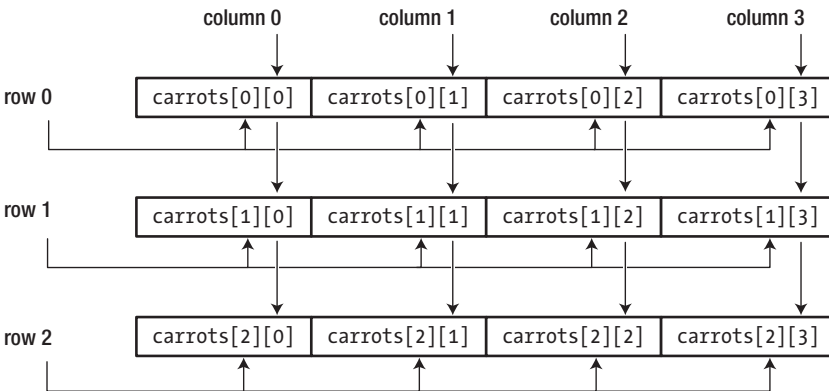 column 0 column 1 column 2 column 3
row 0 carrots[0][0] carrots[0][1] carrots[0][2] carrots[0][3]
row 1 carrots[1][0] carrots[1][1] carrots[1][2] carrots[1][3]
row 2 carrots[2][0] carrots[2][1] carrots[2][2] carrots[2][3]